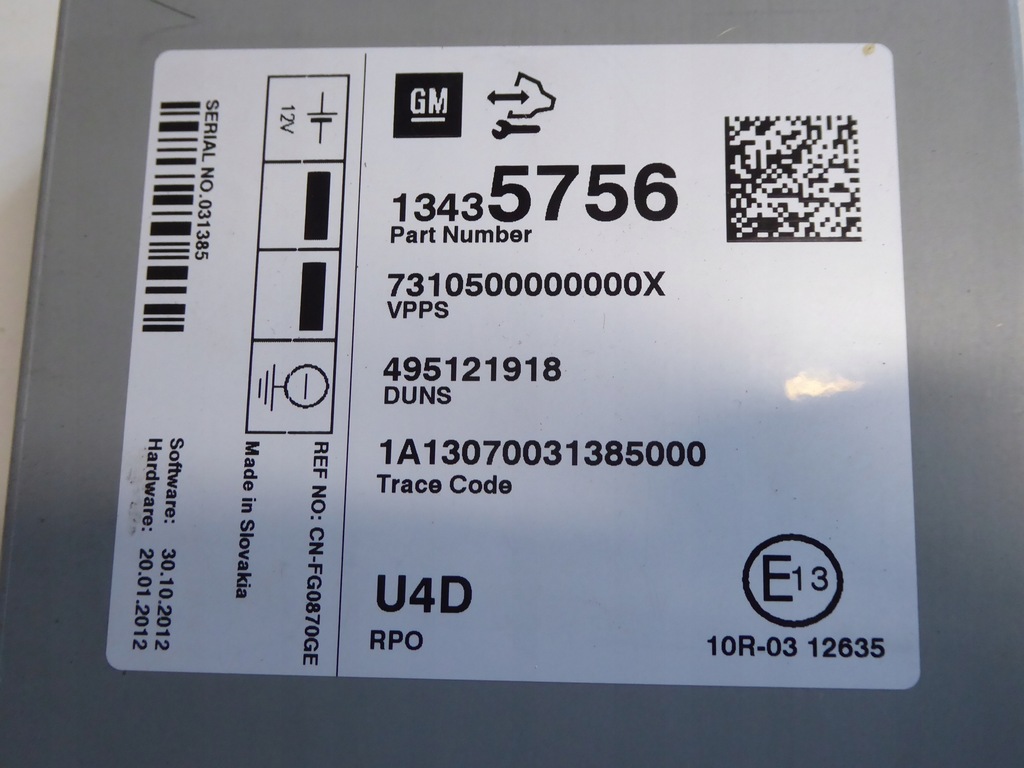 GM
13435756
Part Number
7310500000000X
VPPS
495121918
DUNS
1A13070031385000
Trace Code
U4D
RPO
E13
10R-03 12635
12V
REF NO: CN-FG0870GE
Made in Slovakia
SERIAL NO.031385
Software: 30.10.2012
Hardware: 20.01.2012